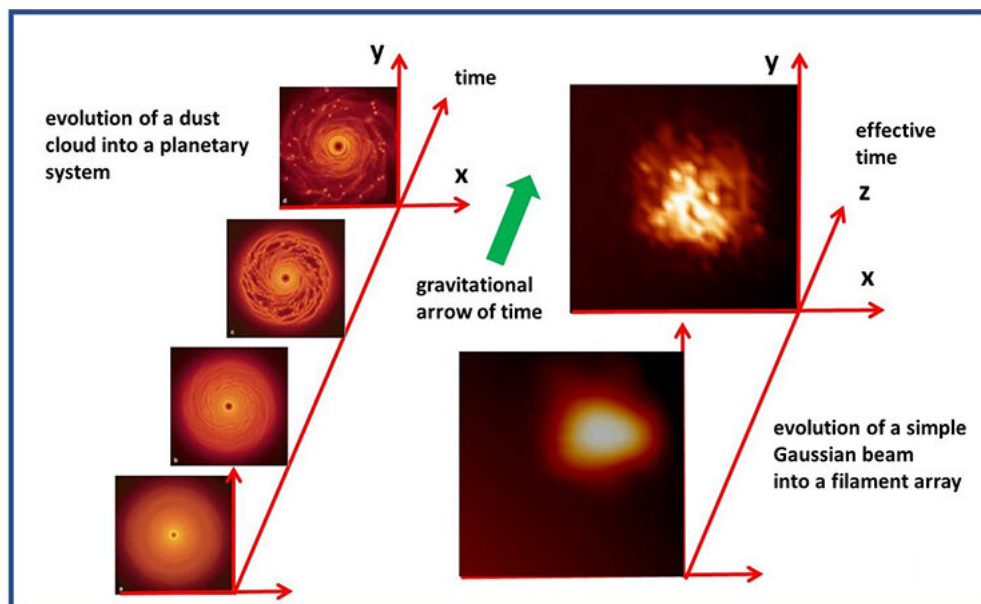 evolution of a dust
cloud into a planetary
system
y
time
x
gravitational
arrow of time
y
effective
time
z
x
evolution of a simple
Gaussian beam
into a filament array